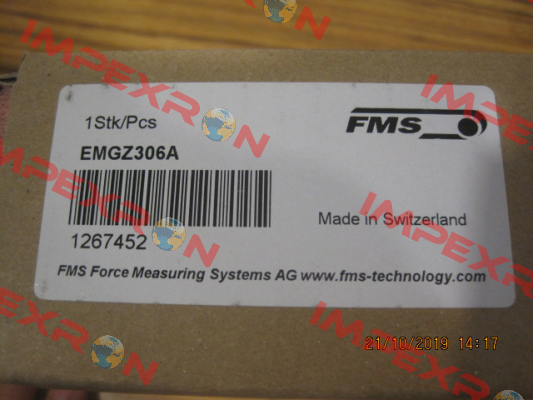 IMPEXRON
1Stk/Pcs
FMS
EMGZ306A
1267452
Made in Switzerland
FMS Force Measuring Systems AG www.fms-technology.com
IMPEXRON
IMPEXRON
IMPEXRON
IMPEXRON
21/10/2019 14:17